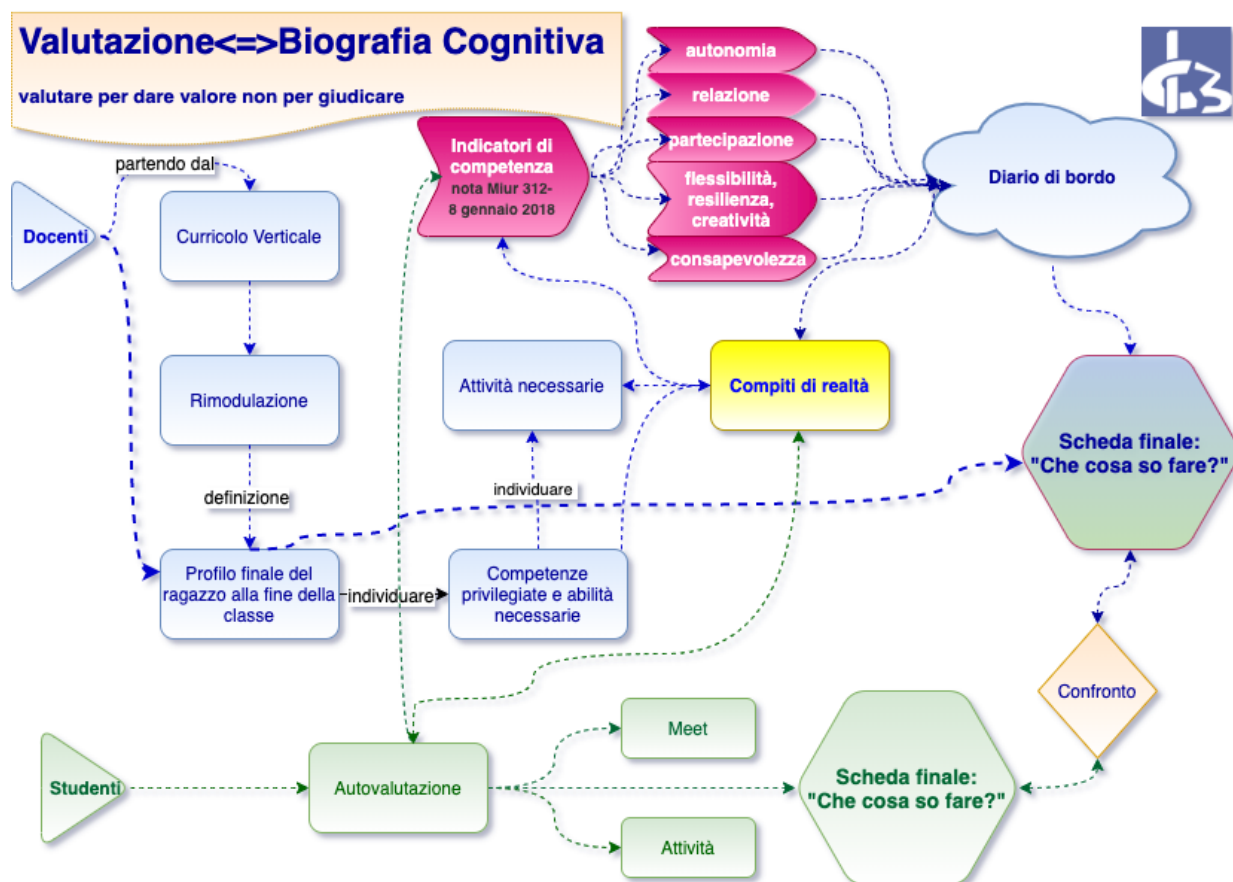 Valutazione<=>Biografia Cognitiva
valutare per dare valore non per giudicare
autonomia
relazione
partecipazione
flessibilità,
resilienza,
creatività
consapevolezza
Indicatori di
competenza
nota Miur 312-
8 gennaio 2018
Diario di bordo
partendo dal
Docenti
Curricolo Verticale
Rimodulazione
Attività necessarie
Compiti di realtà
Scheda finale:
"Che cosa so fare?"
definizione
individuare
Profilo finale del
ragazzo alla fine della
classe
individuare
Competenze
privilegiate e abilità
necessarie
Confronto
Studenti
Autovalutazione
Meet
Scheda finale:
"Che cosa so fare?"
Attività